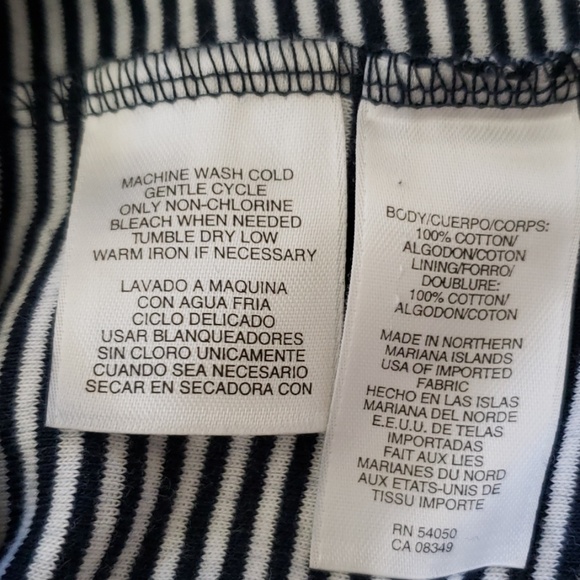 MACHINE WASH COLD
GENTLE CYCLE
ONLY NON-CHLORINE
BLEACH WHEN NEEDED
TUMBLE DRY LOW
WARM IRON IF NECESSARY
LAVADO A MAQUINA
CON AGUA FRIA
CICLO DELICADO
USAR BLANQUEADORES
SIN CLORO UNICAMENTE
CUANDO SEA NECESARIO
SECAR EN SECADORA CON
BODY/CUERPO/CORPS:
100% COTTON/
ALGODON/COTON
LINING/FORRO/
DOUBLURE:
100% COTTON/
ALGODON/COTON
MADE IN NORTHERN
MARIANA ISLANDS
USA OF IMPORTED
FABRIC
HECHO EN LAS ISLAS
MARIANA DEL NORDE
E.E.U.U. DE TELAS
IMPORTADAS
FAIT AUX LIES
MARIANES DU NORD
AUX ETATS-UNIS DE
TISSU IMPORTE
RN 54050
CA 08349